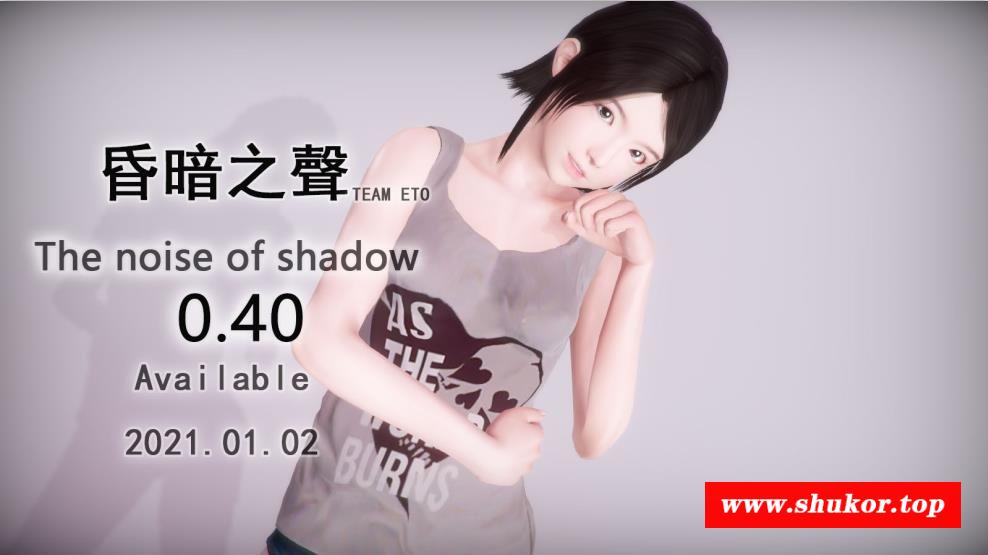 昏暗之聲
TEAM ETO
The noise of shadow
0.40
Available
2021.01.02
AS
THE
BURNS
www.shukor.top